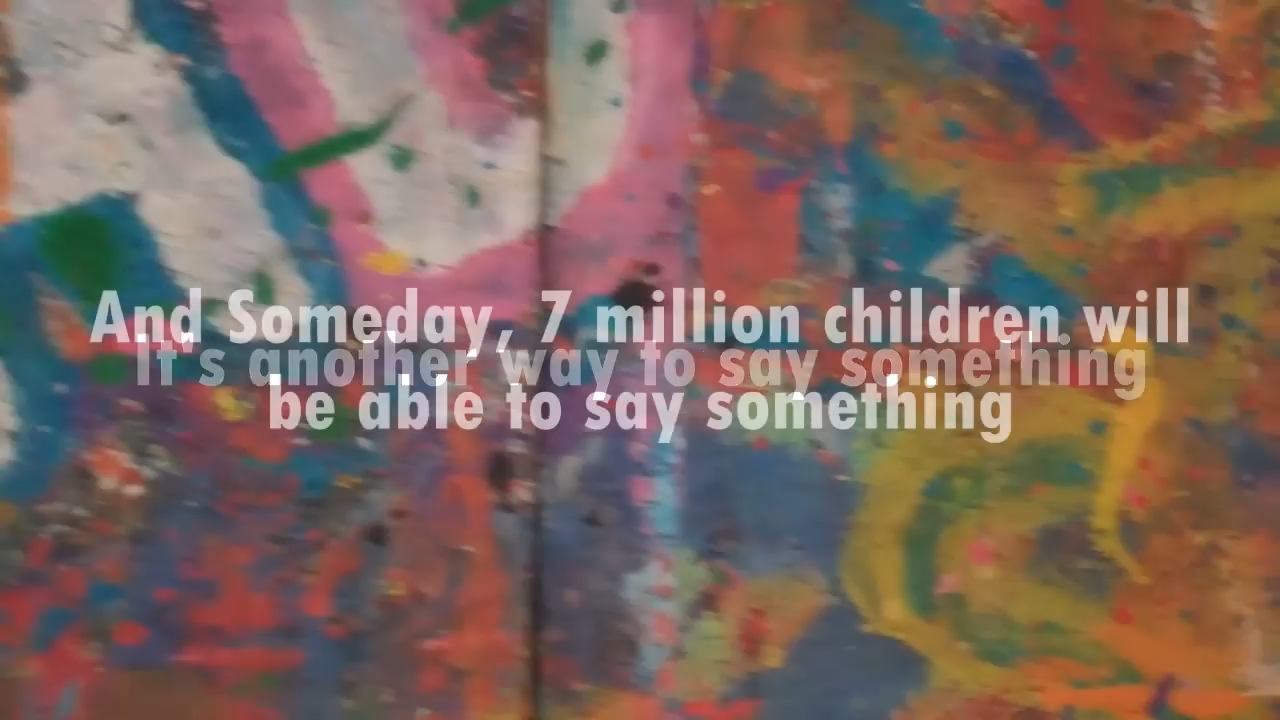 And Someday, 7 million children will
It's another way to say something
be able to say something